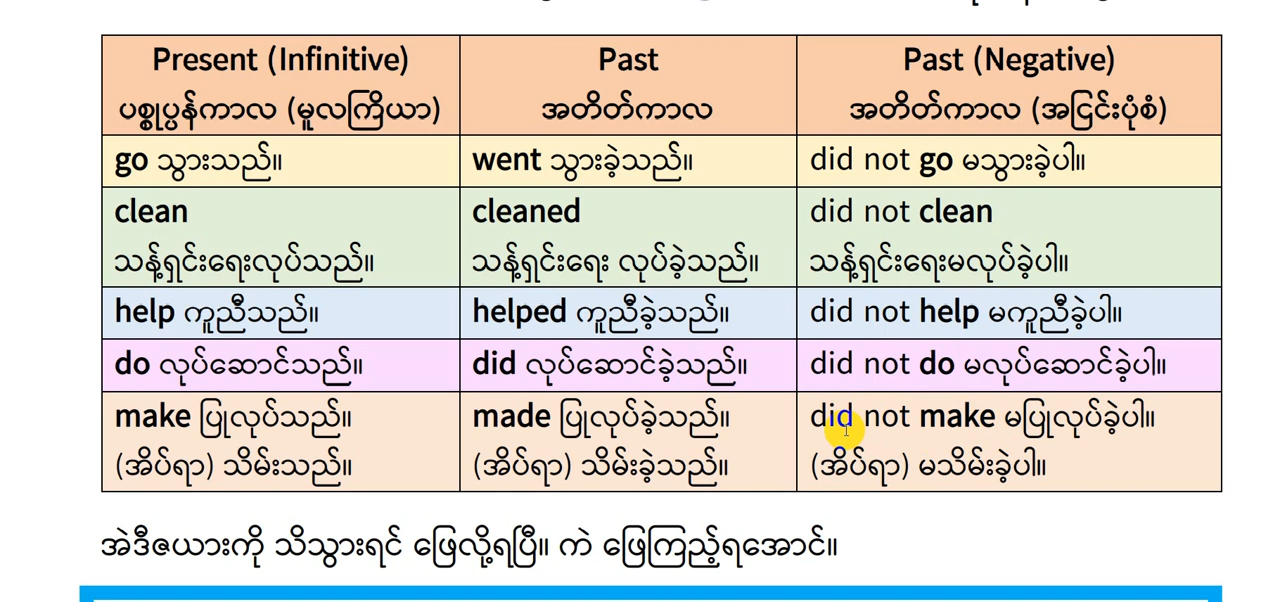 Present (Infinitive) Past Past (Negative)
ပစ္စုပ္ပန်ကာလ (မူလကြိယာ) အတိတ်ကာလ အတိတ်ကာလ (အငြင်းပုံစံ)
go သွားသည်။ went သွားခဲ့သည်။ did not go မသွားခဲ့ပါ။
clean cleaned did not clean
သန့်ရှင်းရေးလုပ်သည်။ သန့်ရှင်းရေး လုပ်ခဲ့သည်။ သန့်ရှင်းရေးမလုပ်ခဲ့ပါ။
help ကူညီသည်။ helped ကူညီခဲ့သည်။ did not help မကူညီခဲ့ပါ။
do လုပ်ဆောင်သည်။ did လုပ်ဆောင်ခဲ့သည်။ did not do မလုပ်ဆောင်ခဲ့ပါ။
make ပြုလုပ်သည်။ made ပြုလုပ်ခဲ့သည်။ did not make မပြုလုပ်ခဲ့ပါ။
(အိပ်ရာ) သိမ်းသည်။ (အိပ်ရာ) သိမ်းခဲ့သည်။ (အိပ်ရာ) မသိမ်းခဲ့ပါ။
အဲဒီဇယားကို သိသွားရင် ဖြေလို့ရပြီ။ ကဲ ဖြေကြည့်ရအောင်။